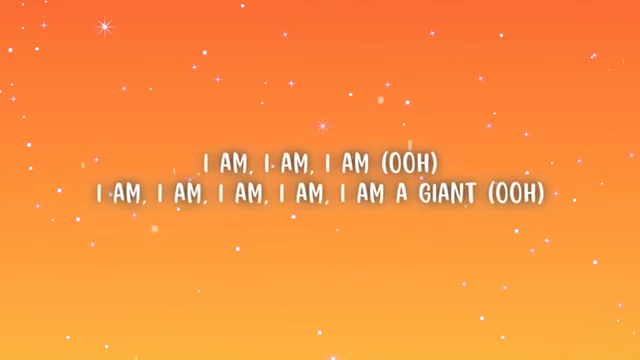 I AM, I AM, I AM (OOH)
I AM, I AM, I AM, I AM, I AM A GIANT (OOH)